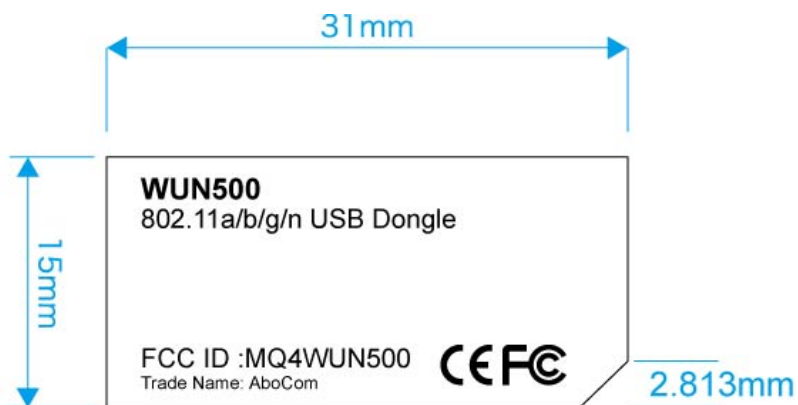 31mm
WUN500
802.11a/b/g/n USB Dongle
15mm
FCC ID :MQ4WUN500
Trade Name: AboCom
CE FC
2.813mm